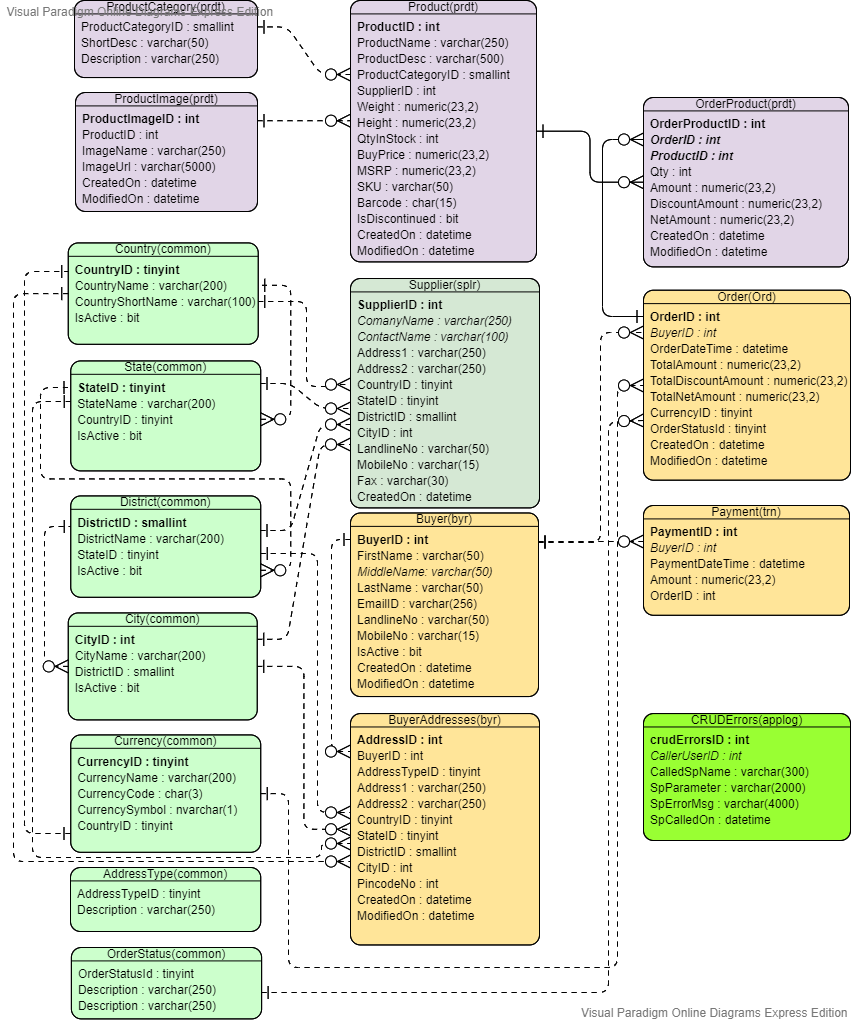 Visual Paradigm Online Diagrams Express Edition
ProductCategory(prdt)
ProductCategoryID : smallint
ShortDesc : varchar(50)
Description : varchar(250)
ProductImage(prdt)
ProductImageID : int
ProductID : int
ImageName : varchar(250)
ImageUrl : varchar(5000)
CreatedOn : datetime
ModifiedOn : datetime
Country(common)
CountryID : tinyint
CountryName : varchar(200)
CountryShortName : varchar(100)
IsActive : bit
State(common)
StateID : tinyint
StateName : varchar(200)
CountryID : tinyint
IsActive : bit
District(common)
DistrictID : smallint
DistrictName : varchar(200)
StateID : tinyint
IsActive : bit
City(common)
CityID : int
CityName : varchar(200)
DistrictID : smallint
IsActive : bit
Currency(common)
CurrencyID : tinyint
CurrencyName : varchar(200)
CurrencyCode : char(3)
CurrencySymbol : nvarchar(1)
CountryID : tinyint
AddressType(common)
AddressTypeID : tinyint
Description : varchar(250)
OrderStatus(common)
OrderStatusId : tinyint
Description : varchar(250)
Description : varchar(250)
Product(prdt)
ProductID : int
ProductName : varchar(250)
ProductDesc : varchar(500)
ProductCategoryID : smallint
SupplierID : int
Weight : numeric(23,2)
Height : numeric(23,2)
QtyInStock : int
BuyPrice : numeric(23,2)
MSRP : numeric(23,2)
SKU : varchar(50)
Barcode : char(15)
IsDiscontinued : bit
CreatedOn : datetime
ModifiedOn : datetime
Supplier(splr)
SupplierID : int
ComanyName : varchar(250)
ContactName : varchar(100)
Address1 : varchar(250)
Address2 : varchar(250)
CountryID : tinyint
StateID : tinyint
DistrictID : smallint
CityID : int
LandlineNo : varchar(50)
MobileNo : varchar(15)
Fax : varchar(30)
CreatedOn : datetime
Buyer(byr)
BuyerID : int
FirstName : varchar(50)
MiddleName: varchar(50)
LastName : varchar(50)
EmailID : varchar(256)
LandlineNo : varchar(50)
MobileNo : varchar(15)
IsActive : bit
CreatedOn : datetime
ModifiedOn : datetime
BuyerAddresses(byr)
AddressID : int
BuyerID : int
AddressTypeID : tinyint
Address1 : varchar(250)
Address2 : varchar(250)
CountryID : tinyint
StateID : tinyint
DistrictID : smallint
CityID : int
PincodeNo : int
CreatedOn : datetime
ModifiedOn : datetime
OrderProduct(prdt)
OrderProductID : int
OrderID : int
ProductID : int
Qty : int
Amount : numeric(23,2)
DiscountAmount : numeric(23,2)
NetAmount : numeric(23,2)
CreatedOn : datetime
ModifiedOn : datetime
Order(Ord)
OrderID : int
BuyerID : int
OrderDateTime : datetime
TotalAmount : numeric(23,2)
TotalDiscountAmount : numeric(23,2)
TotalNetAmount : numeric(23,2)
CurrencyID : tinyint
OrderStatusId : tinyint
CreatedOn : datetime
ModifiedOn : datetime
Payment(trn)
PaymentID : int
BuyerID : int
PaymentDateTime : datetime
Amount : numeric(23,2)
OrderID : int
CRUDErrors(applog)
crudErrorsID : int
CallerUserID : int
CalledSpName : varchar(300)
SpParameter : varchar(2000)
SpErrorMsg : varchar(4000)
SpCalledOn : datetime
Visual Paradigm Online Diagrams Express Edition